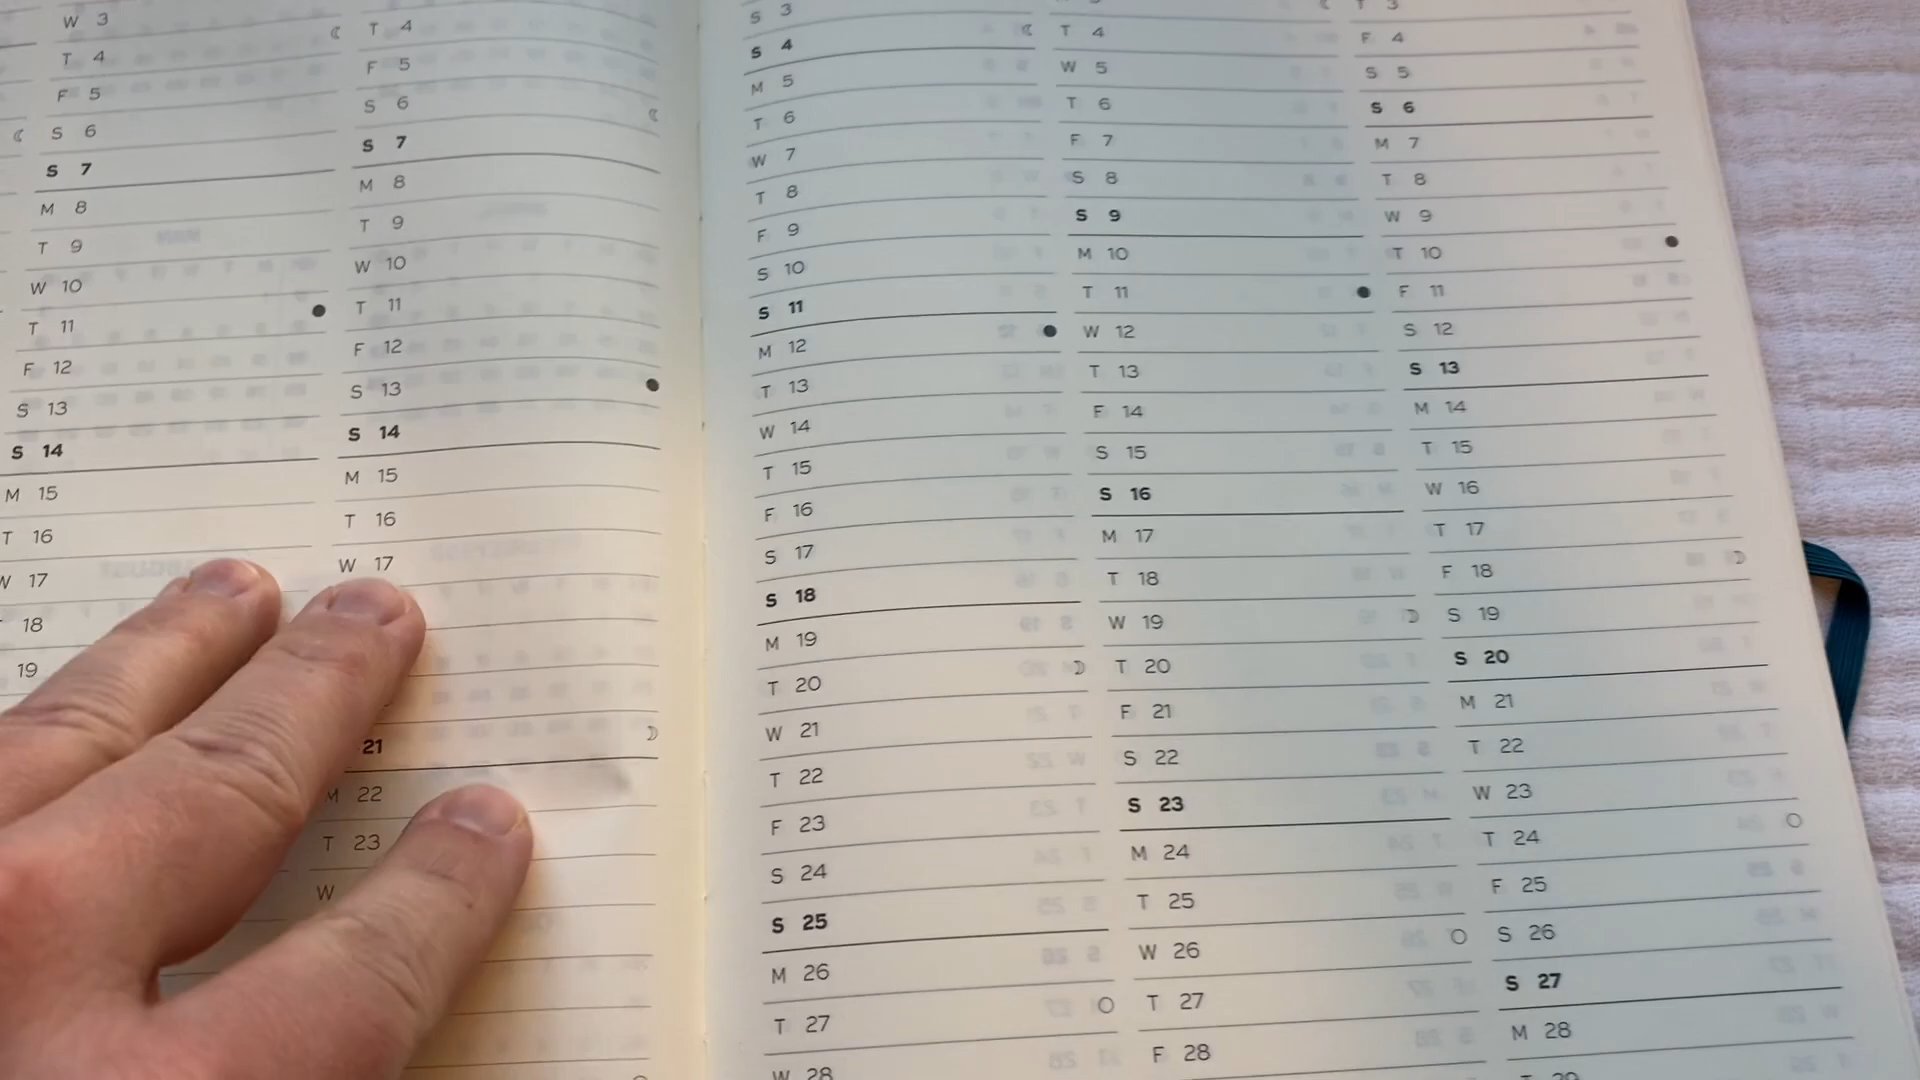 W 3
T 4
F 5
S 6
S 7
M 8
T 9
W 10
T 11
F 12
S 13
S 14
M 15
T 16
W 17
18
19
T 4
F 5
S 6
S 7
M 8
T 9
W 10
T 11
F 12
S 13
S 14
M 15
T 16
W 17
21
M 22
T 23
W
S 3
S 4
M 5
T 6
W 7
T 8
F 9
S 10
S 11
M 12
T 13
W 14
T 15
F 16
S 17
S 18
M 19
T 20
W 21
T 22
F 23
S 24
S 25
M 26
T 27
W 28
T 4
W 5
T 6
F 7
S 8
S 9
M 10
T 11
W 12
T 13
F 14
S 15
S 16
M 17
T 18
W 19
T 20
F 21
S 22
S 23
M 24
T 25
W 26
T 27
F 28
T 3
F 4
S 5
S 6
M 7
T 8
W 9
T 10
F 11
S 12
S 13
M 14
T 15
W 16
T 17
F 18
S 19
S 20
M 21
T 22
W 23
T 24
F 25
S 26
S 27
M 28
T 29